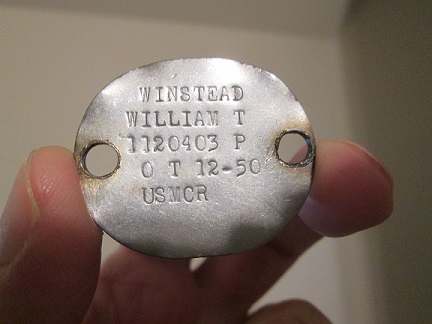 WINSTEAD
WILLIAM T
1120403 P
O T 12-50
USMCR